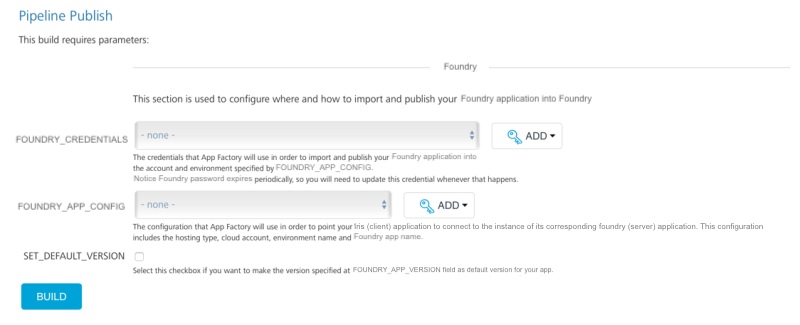 Pipeline Publish
This build requires parameters:
Foundry
This section is used to configure where and how to import and publish your Foundry application into Foundry
FOUNDRY_CREDENTIALS
- none -
ADD
The credentials that App Factory will use in order to import and publish your Foundry application into
the account and environment specified by FOUNDRY_APP_CONFIG.
Notice Foundry password expires periodically, so you will need to update this credential whenever that happens.
FOUNDRY_APP_CONFIG
- none -
ADD
The configuration that App Factory will use in order to point your Iris (client) application to connect to the instance of its corresponding foundry (server) application. This configuration
includes the hosting type, cloud account, environment name and Foundry app name.
SET_DEFAULT_VERSION
Select this checkbox if you want to make the version specified at FOUNDRY_APP_VERSION field as default version for your app.
BUILD